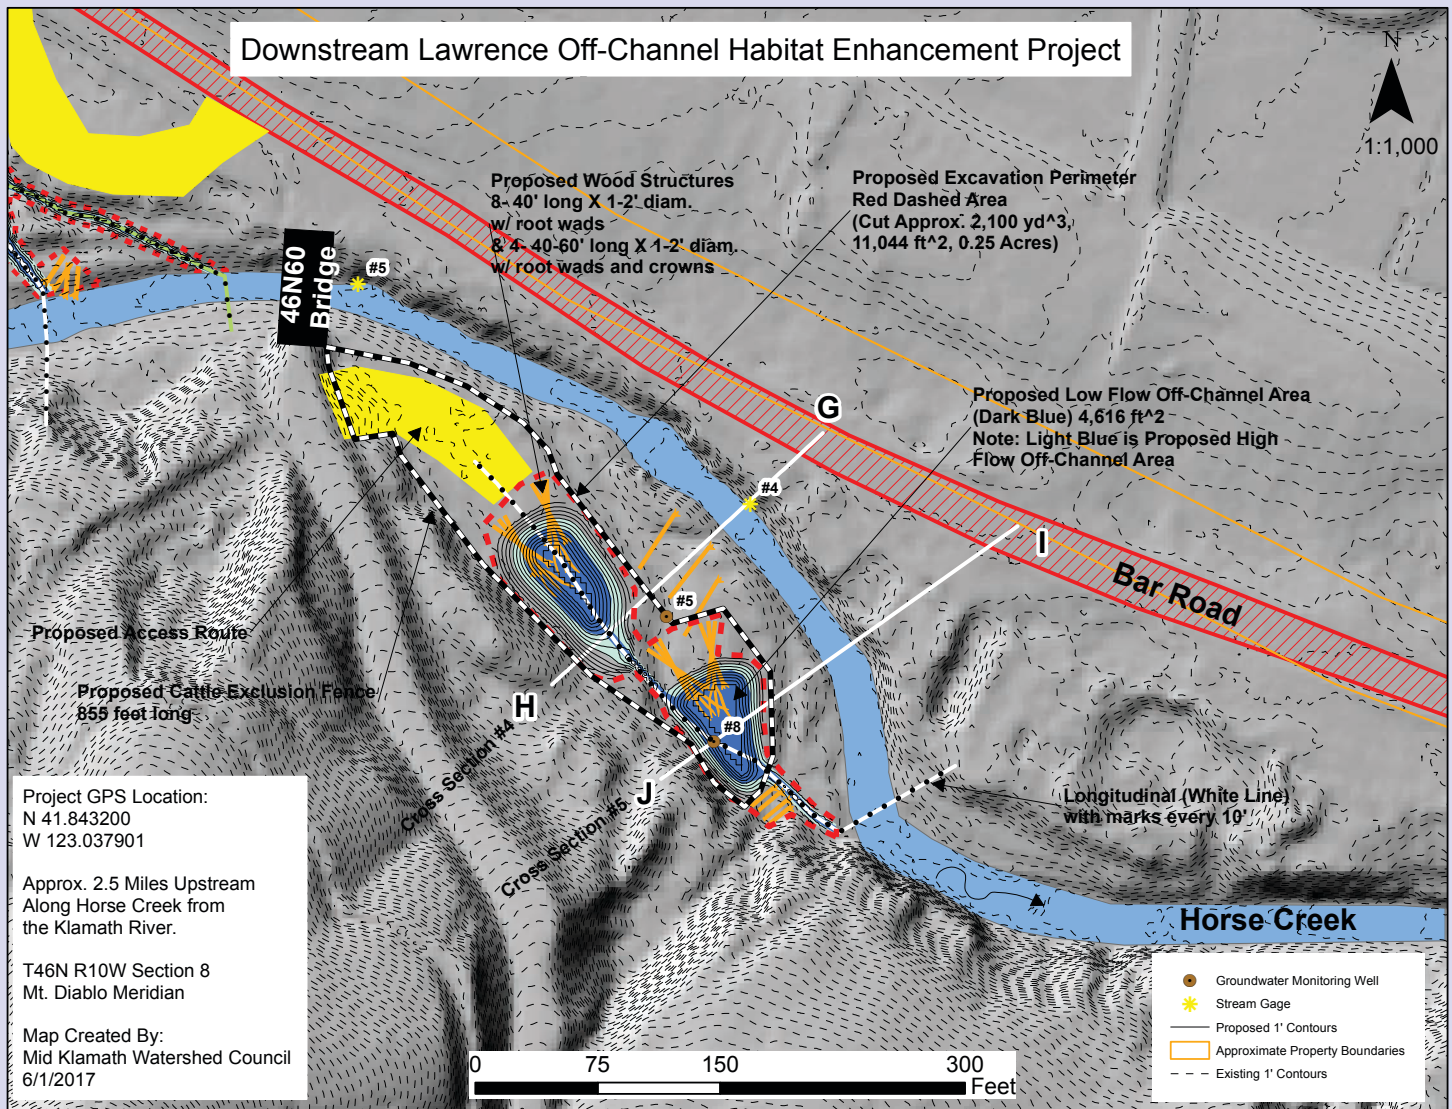 Downstream Lawrence Off-Channel Habitat Enhancement Project
N
1:1,000
Proposed Wood Structures
8- 40' long X 1-2' diam.
w/ root wads
& 4- 40-60' long X 1-2' diam.
w/ root wads and crowns
Proposed Excavation Perimeter
Red Dashed Area
(Cut Approx. 2,100 yd^3,
11,044 ft^2, 0.25 Acres)
46N60
Bridge
#5
Proposed Low Flow Off-Channel Area
(Dark Blue) 4,616 ft^2
Note: Light Blue is Proposed High
Flow Off-Channel Area
G
#4
I
Bar Road
#5
Proposed Access Route
Proposed Cattle Exclusion Fence
855 feet long
H
#8
J
Cross Section #4
Cross Section #5
Longitudinal (White Line)
with marks every 10'
Horse Creek
Project GPS Location:
N 41.843200
W 123.037901
Approx. 2.5 Miles Upstream
Along Horse Creek from
the Klamath River.
T46N R10W Section 8
Mt. Diablo Meridian
Map Created By:
Mid Klamath Watershed Council
6/1/2017
0 75 150 300
Feet
Groundwater Monitoring Well
Stream Gage
Proposed 1' Contours
Approximate Property Boundaries
Existing 1' Contours